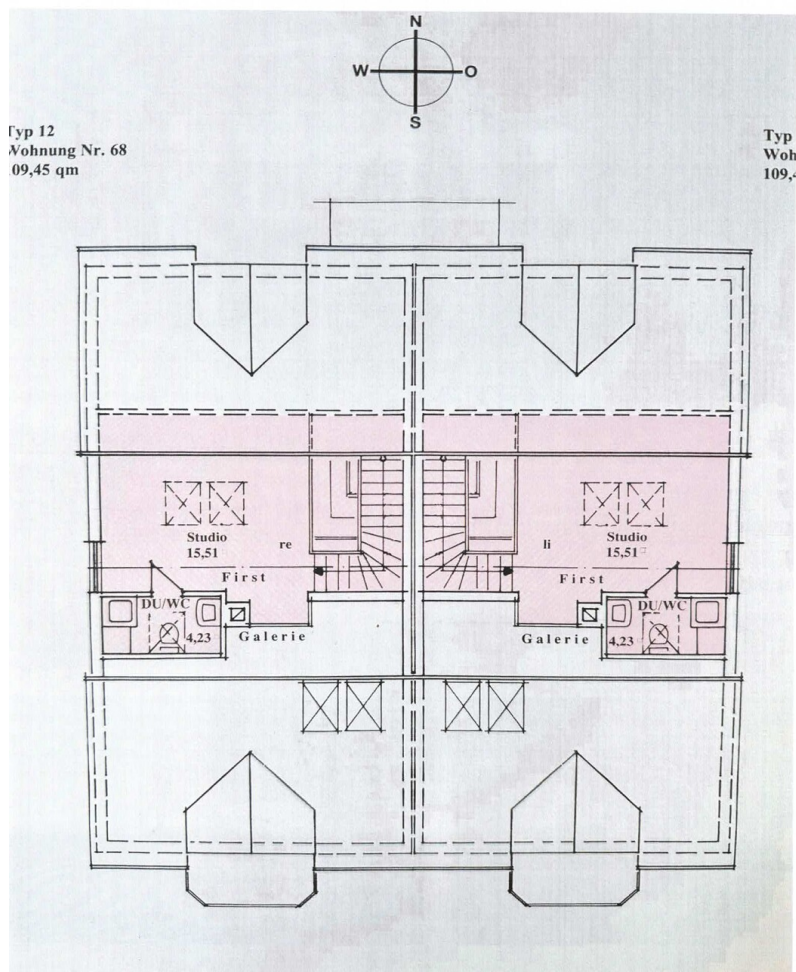 N
W O
S
Typ 12
Wohnung Nr. 68
109,45 qm
Typ
Woh
109,4
Studio
15,51
re
First
DU/WC
4,23
Galerie
li
Studio
15,51
First
DU/WC
4,23
Galerie